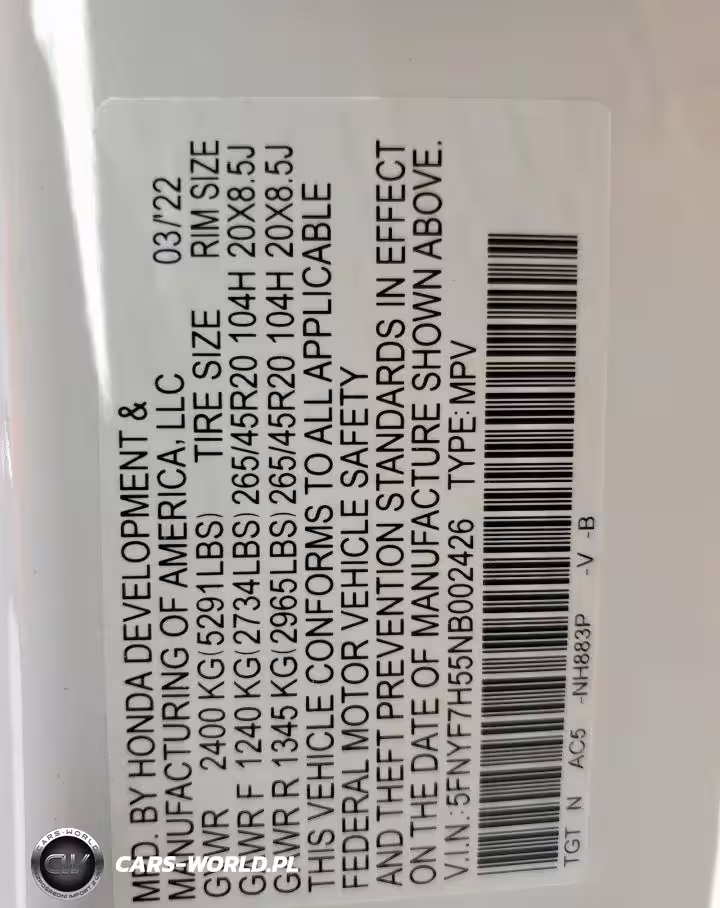 MFD. BY HONDA DEVELOPMENT &
MANUFACTURING OF AMERICA, LLC 03/'22
GVWR 2400 KG(5291LBS) TIRE SIZE RIM SIZE
GAWR F 1240 KG(2734LBS) 265/45R20 104H 20X8.5J
GAWR R 1345 KG(2965LBS) 265/45R20 104H 20X8.5J
THIS VEHICLE CONFORMS TO ALL APPLICABLE
FEDERAL MOTOR VEHICLE SAFETY
AND THEFT PREVENTION STANDARDS IN EFFECT
ON THE DATE OF MANUFACTURE SHOWN ABOVE.
V.I.N.: 5FNYF7H55NB002426 TYPE: MPV
TGT N AC5 -NH883P -V -B
CARS-WORLD
CW
CARS-WORLD.PL